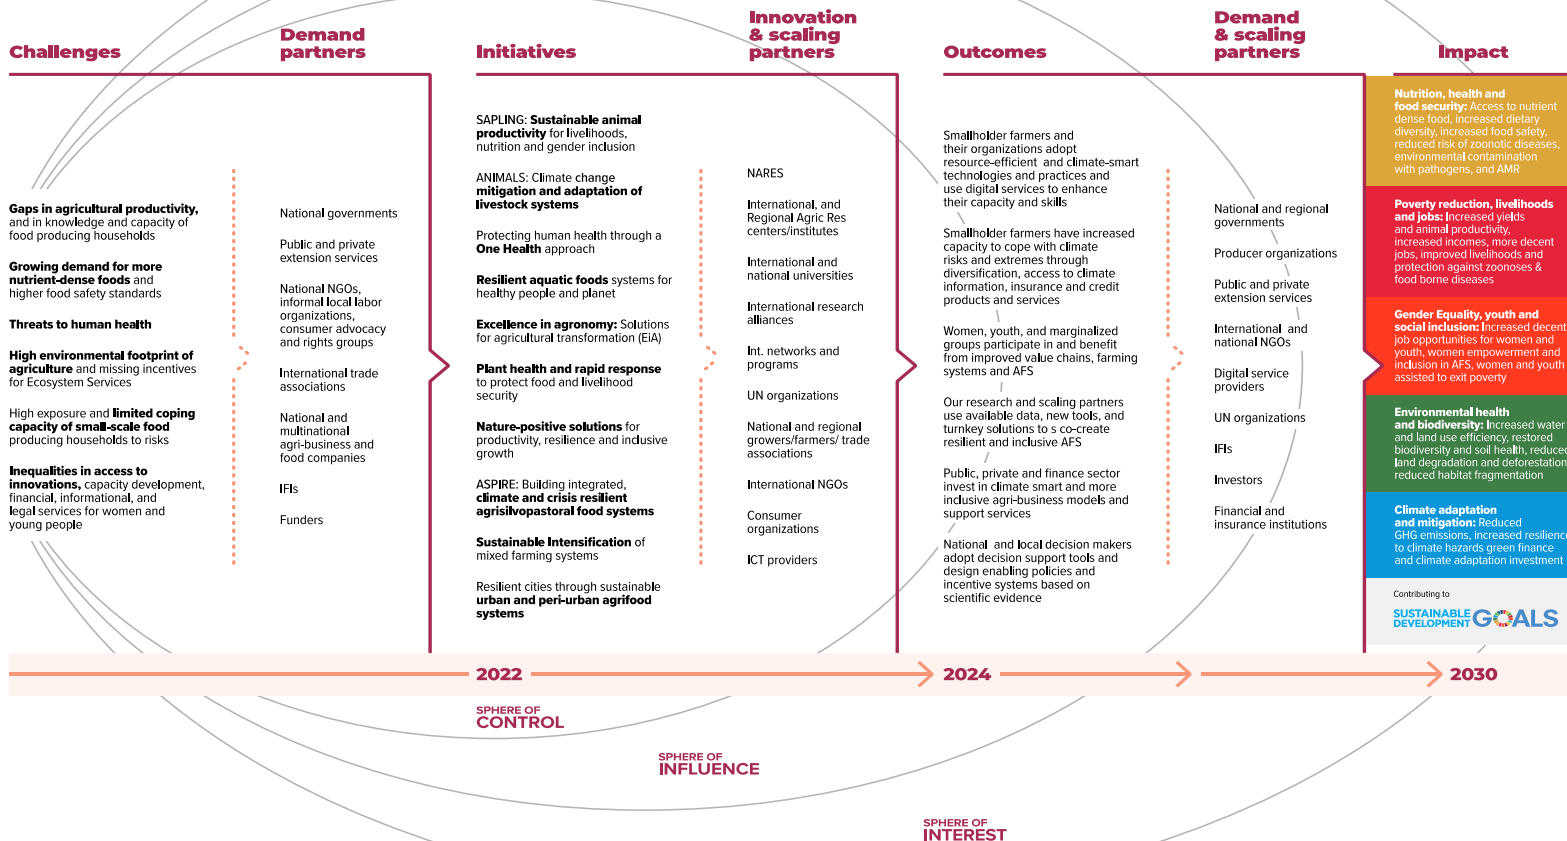 Challenges
Demand
partners
Initiatives
Innovation
& scaling
partners
Outcomes
Demand
& scaling
partners
Impact
Gaps in agricultural productivity,
and in knowledge and capacity of
food producing households
Growing demand for more
nutrient-dense foods and
higher food safety standards
Threats to human health
High environmental footprint of
agriculture and missing incentives
for Ecosystem Services
High exposure and limited coping
capacity of small-scale food
producing households to risks
Inequalities in access to
innovations, capacity development,
financial, informational, and
legal services for women and
young people
National governments
Public and private
extension services
National NGOs,
informal local labor
organizations,
consumer advocacy
and rights groups
International trade
associations
National and
multinational
agri-business and
food companies
IFIs
Funders
SAPLING: Sustainable animal
productivity for livelihoods,
nutrition and gender inclusion
ANIMALS: Climate change
mitigation and adaptation of
livestock systems
Protecting human health through a
One Health approach
Resilient aquatic foods systems for
healthy people and planet
Excellence in agronomy: Solutions
for agricultural transformation (EiA)
Plant health and rapid response
to protect food and livelihood
security
Nature-positive solutions for
productivity, resilience and inclusive
growth
ASPIRE: Building integrated,
climate and crisis resilient
agrisilvopastoral food systems
Sustainable Intensification of
mixed farming systems
Resilient cities through sustainable
urban and peri-urban agrifood
systems
NARES
International, and
Regional Agric Res
centers/institutes
International and
national universities
International research
alliances
Int. networks and
programs
UN organizations
National and regional
growers/farmers/ trade
associations
International NGOs
Consumer
organizations
ICT providers
Smallholder farmers and
their organizations adopt
resource-efficient and climate-smart
technologies and practices and
use digital services to enhance
their capacity and skills
Smallholder farmers have increased
capacity to cope with climate
risks and extremes through
diversification, access to climate
information, insurance and credit
products and services
Women, youth, and marginalized
groups participate in and benefit
from improved value chains, farming
systems and AFS
Our research and scaling partners
use available data, new tools, and
turnkey solutions to s co-create
resilient and inclusive AFS
Public, private and finance sector
invest in climate smart and more
inclusive agri-business models and
support services
National and local decision makers
adopt decision support tools and
design enabling policies and
incentive systems based on
scientific evidence
National and regional
governments
Producer organizations
Public and private
extension services
International and
national NGOs
Digital service
providers
UN organizations
IFIs
Investors
Financial and
insurance institutions
Nutrition, health and
food security: Access to nutrient
dense food, increased dietary
diversity, increased food safety,
reduced risk of zoonotic diseases,
environmental contamination
with pathogens, and AMR
Poverty reduction, livelihoods
and jobs: Increased yields
and animal productivity,
increased incomes, more decent
jobs, improved livelihoods and
protection against zoonoses &
food borne diseases
Gender Equality, youth and
social inclusion: Increased decent
job opportunities for women and
youth, women empowerment and
inclusion in AFS, women and youth
assisted to exit poverty
Environmental health
and biodiversity: Increased water
and land use efficiency, restored
biodiversity and soil health, reduced
land degradation and deforestation
reduced habitat fragmentation
Climate adaptation
and mitigation: Reduced
GHG emissions, increased resilience
to climate hazards green finance
and climate adaptation investment
Contributing to
SUSTAINABLE
DEVELOPMENT GOALS
2022
2024
2030
SPHERE OF
CONTROL
SPHERE OF
INFLUENCE
SPHERE OF
INTEREST